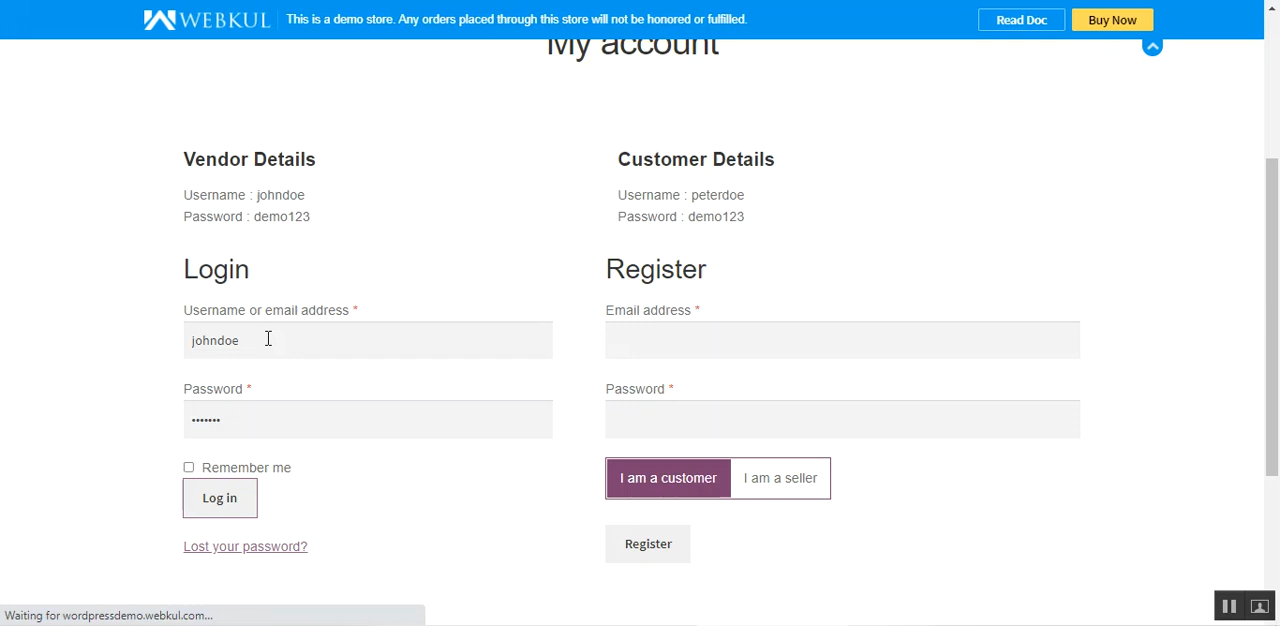 WEBKUL
This is a demo store. Any orders placed through this store will not be honored or fulfilled.
Read Doc
Buy Now
My account
Vendor Details
Username : johndoe
Password : demo123
Customer Details
Username : peterdoe
Password : demo123
Login
Username or email address *
johndoe
Password *
•••••••
Remember me
Log in
Lost your password?
Register
Email address *
Password *
I am a customer
I am a seller
Register
Waiting for wordpressdemo.webkul.com...